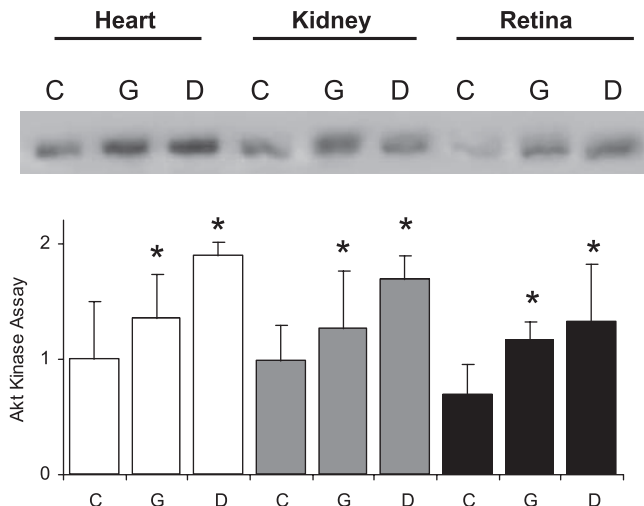 Heart Kidney Retina
C G D C G D C G D
* * * * * *
2
1
0
Akt Kinase Assay
C G D C G D C G D